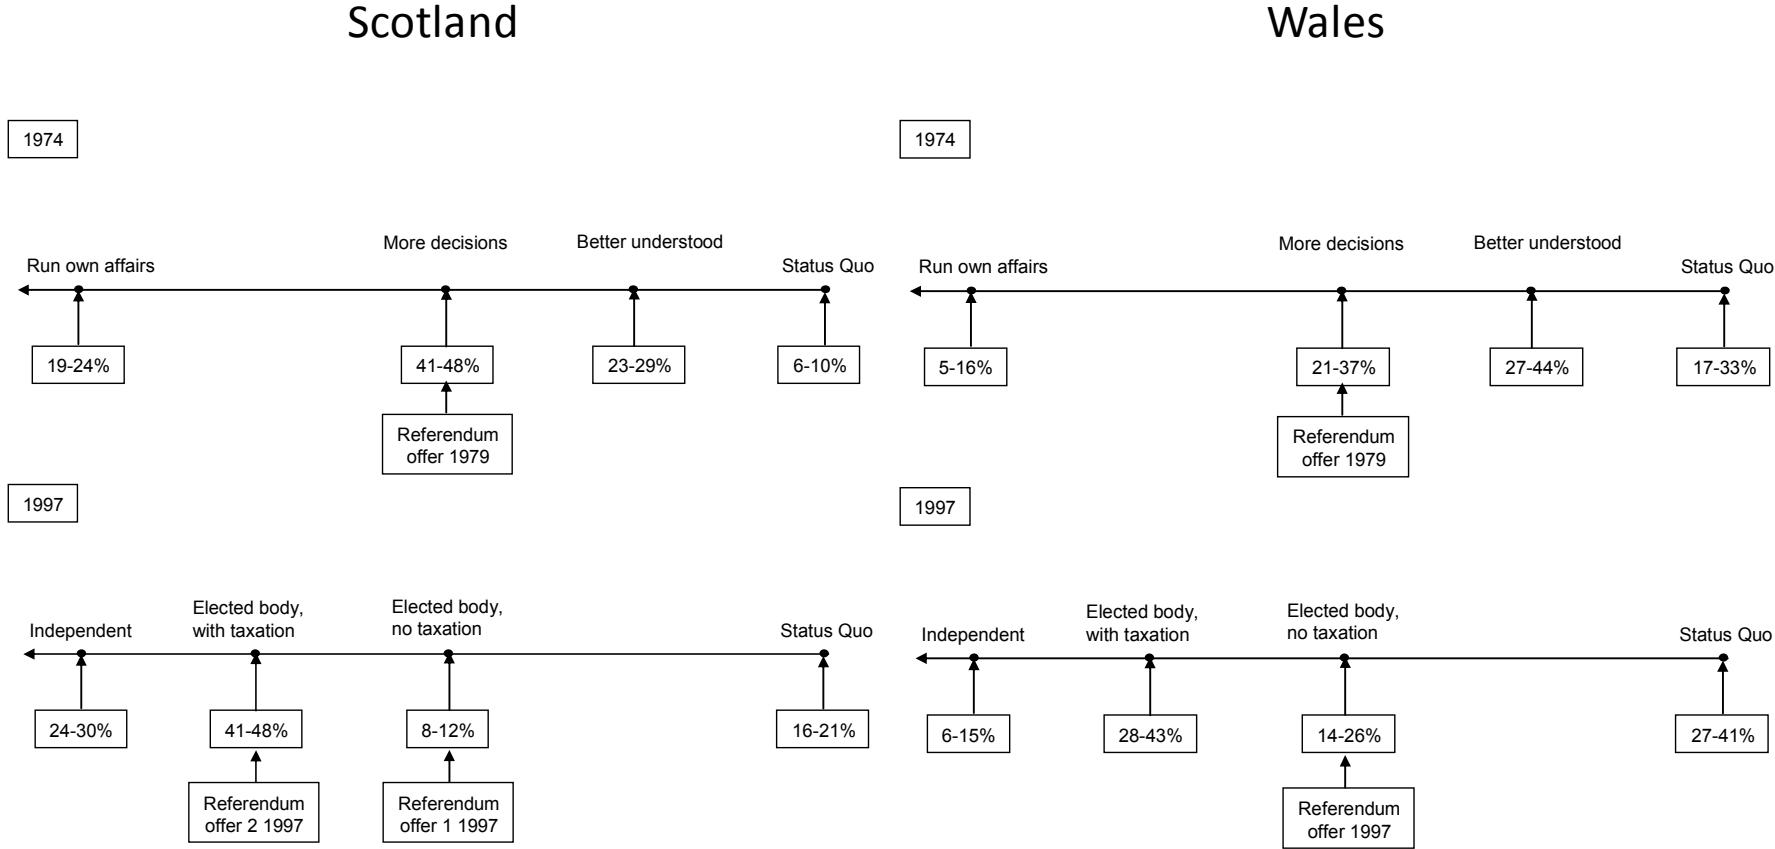 Scotland
1974
More decisions
Better understood
Run own affairs
Status Quo
19-24%
41-48%
23-29%
6-10%
Referendum
offer 1979
1997
Elected body,
with taxation
Elected body,
no taxation
Independent
Status Quo
24-30%
41-48%
8-12%
16-21%
Referendum
offer 2 1997
Referendum
offer 1 1997
Wales
1974
More decisions
Better understood
Run own affairs
Status Quo
5-16%
21-37%
27-44%
17-33%
Referendum
offer 1979
1997
Elected body,
with taxation
Elected body,
no taxation
Independent
Status Quo
6-15%
28-43%
14-26%
27-41%
Referendum
offer 1997